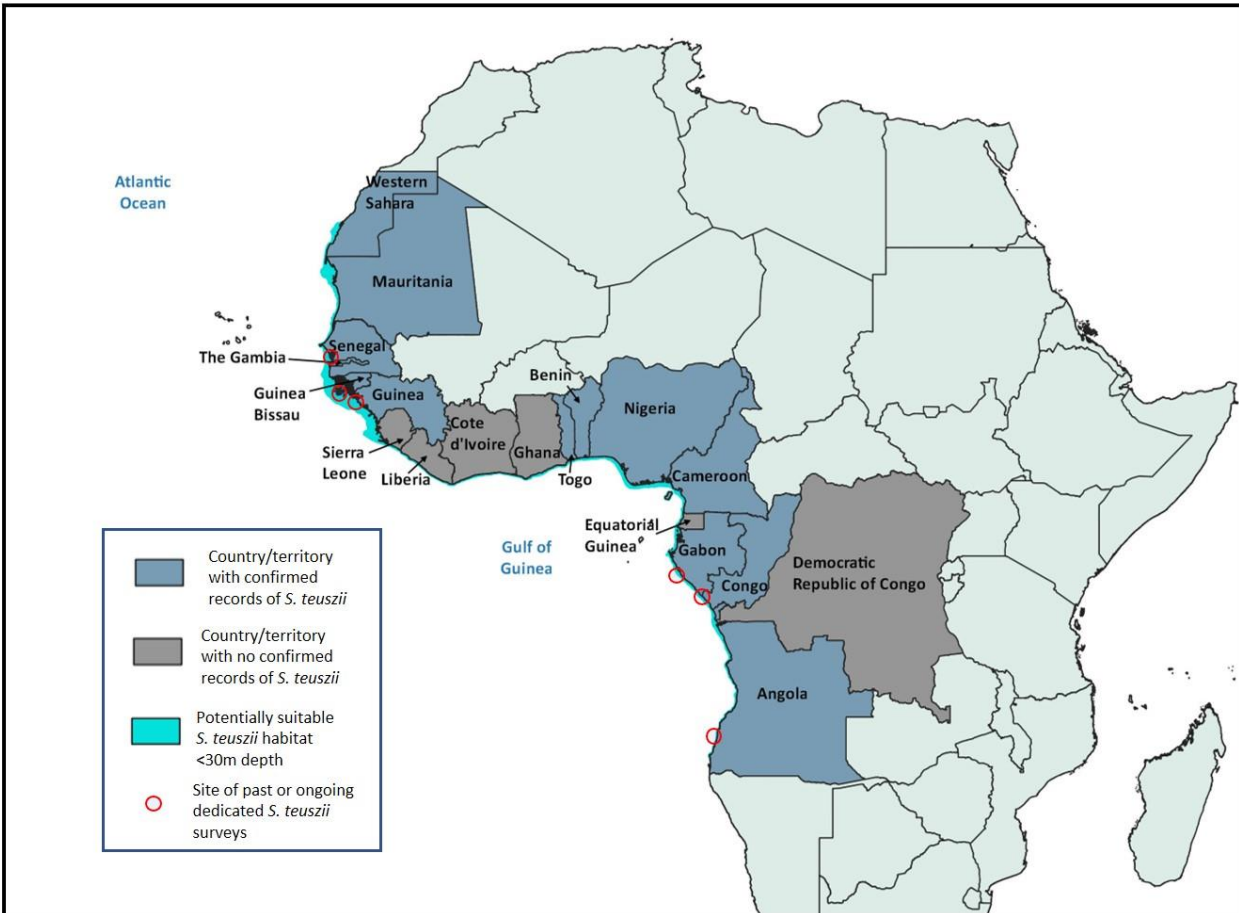 Atlantic
Ocean
Western
Sahara
Mauritania
Senegal
The Gambia
Guinea
Bissau
Guinea
Sierra
Leone
Liberia
Cote
d'Ivoire
Ghana
Togo
Benin
Nigeria
Cameroon
Equatorial
Guinea
Gulf of
Guinea
Gabon
Congo
Democratic
Republic of Congo
Angola
Country/territory
with confirmed
records of S. teuszii
Country/territory
with no confirmed
records of S. teuszii
Potentially suitable
S. teuszii habitat
<30m depth
Site of past or ongoing
dedicated S. teuszii
surveys